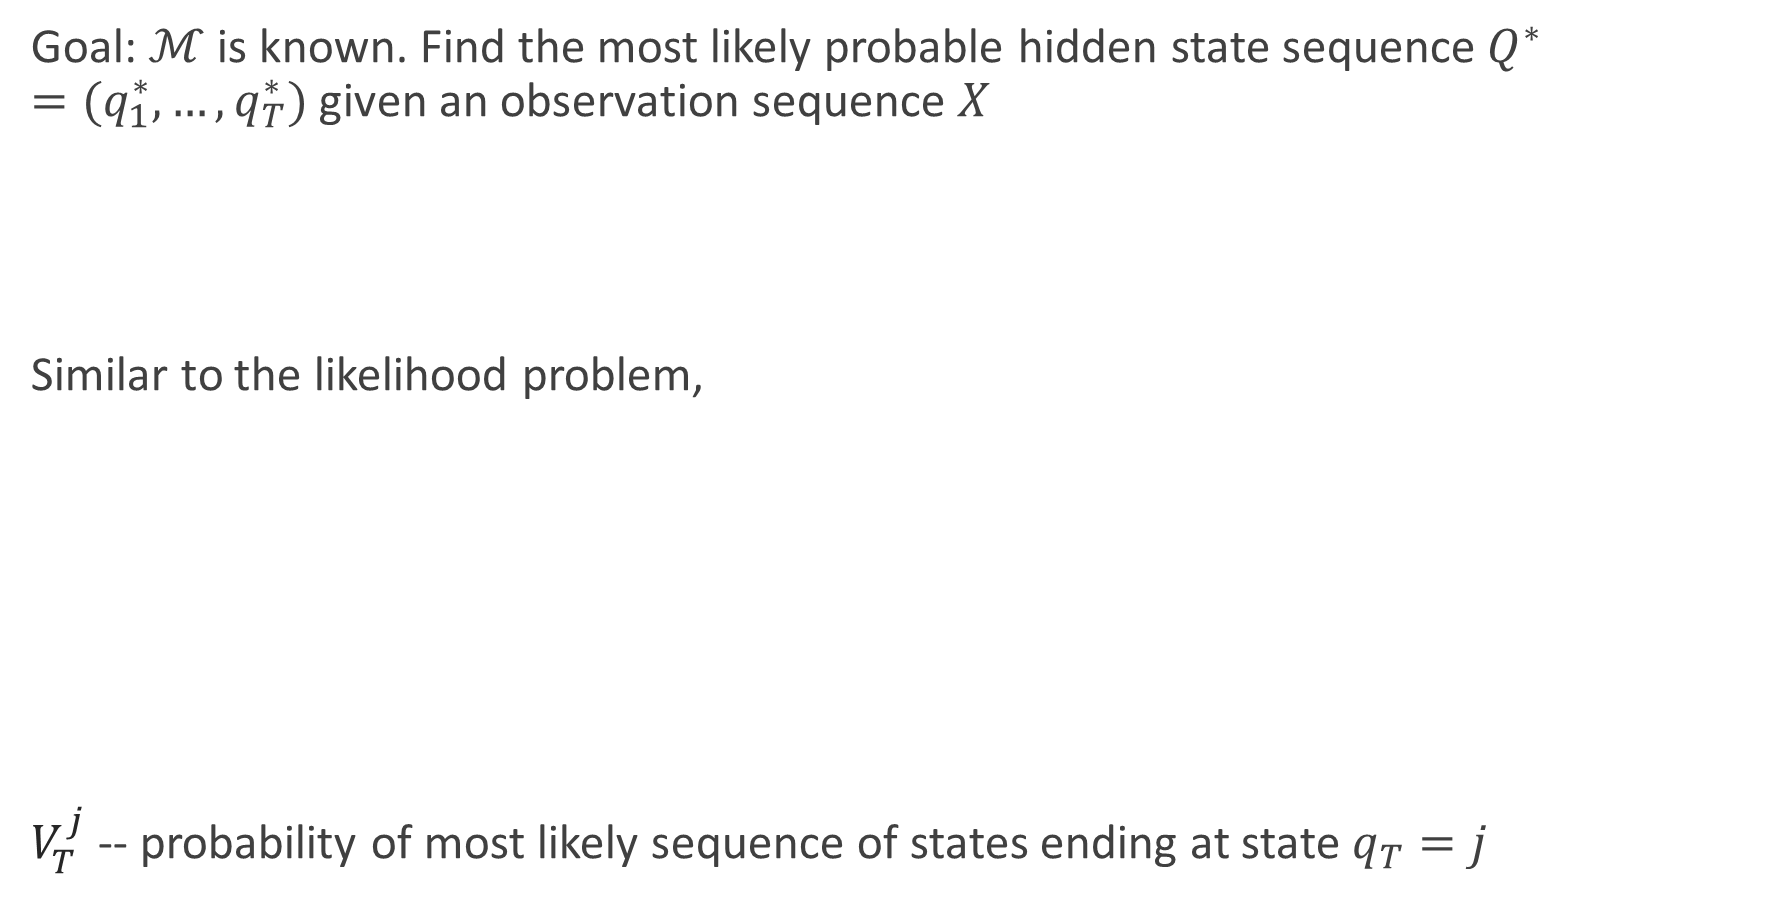 Goal: ℳ is known. Find the most likely probable hidden state sequence Q*
= (q₁*, …, q_T*) given an observation sequence X
Similar to the likelihood problem,
V_T^j -- probability of most likely sequence of states ending at state q_T = j